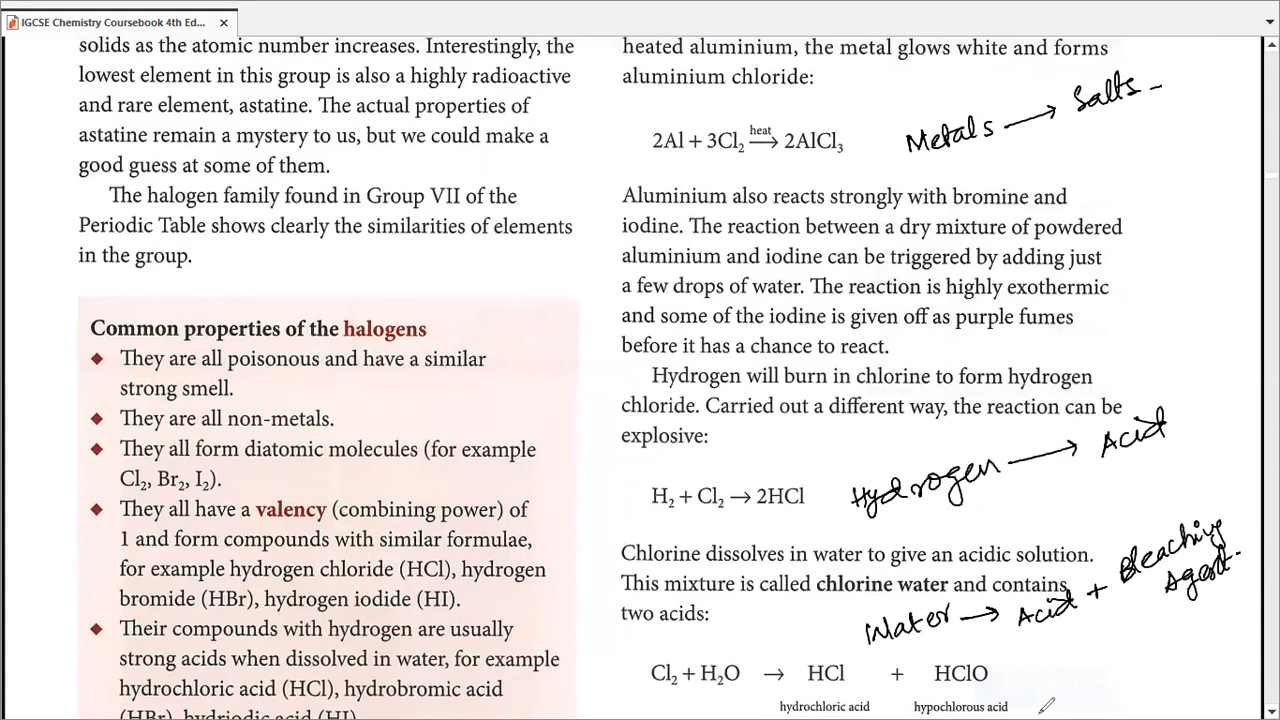 IGCSE Chemistry Coursebook 4th Ed...
solids as the atomic number increases. Interestingly, the
lowest element in this group is also a highly radioactive
and rare element, astatine. The actual properties of
astatine remain a mystery to us, but we could make a
good guess at some of them.
The halogen family found in Group VII of the
Periodic Table shows clearly the similarities of elements
in the group.
Common properties of the halogens
◆ They are all poisonous and have a similar
strong smell.
◆ They are all non-metals.
◆ They all form diatomic molecules (for example
Cl₂, Br₂, I₂).
◆ They all have a valency (combining power) of
1 and form compounds with similar formulae,
for example hydrogen chloride (HCl), hydrogen
bromide (HBr), hydrogen iodide (HI).
◆ Their compounds with hydrogen are usually
strong acids when dissolved in water, for example
hydrochloric acid (HCl), hydrobromic acid
(HBr), hydriodic acid (HI)
heated aluminium, the metal glows white and forms
aluminium chloride:
2Al + 3Cl₂ heat → 2AlCl₃
Metals → Salts -
Aluminium also reacts strongly with bromine and
iodine. The reaction between a dry mixture of powdered
aluminium and iodine can be triggered by adding just
a few drops of water. The reaction is highly exothermic
and some of the iodine is given off as purple fumes
before it has a chance to react.
Hydrogen will burn in chlorine to form hydrogen
chloride. Carried out a different way, the reaction can be
explosive:
H₂ + Cl₂ → 2HCl
Hydrogen → Acid
Chlorine dissolves in water to give an acidic solution.
This mixture is called chlorine water and contains
two acids:
Water → Acid + Bleaching
Agent.
Cl₂ + H₂O → HCl + HClO
hydrochloric acid hypochlorous acid